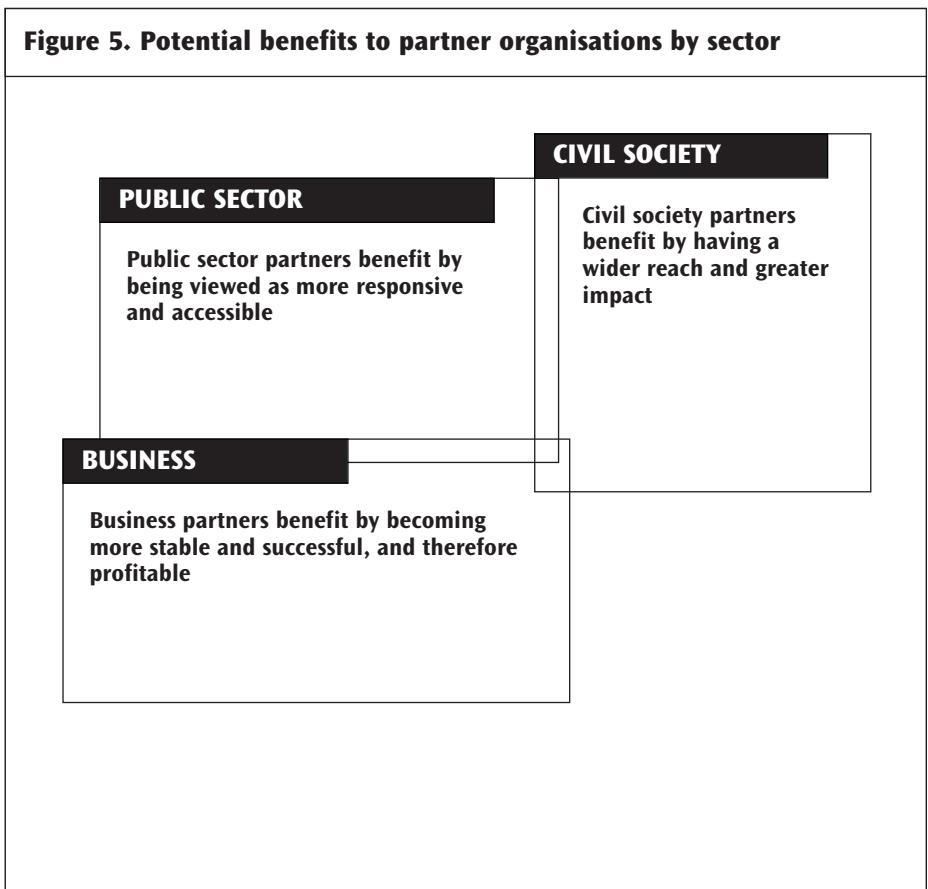 Figure 5. Potential benefits to partner organisations by sector
CIVIL SOCIETY
Civil society partners
benefit by having a
wider reach and greater
impact
PUBLIC SECTOR
Public sector partners benefit by
being viewed as more responsive
and accessible
BUSINESS
Business partners benefit by becoming
more stable and successful, and therefore
profitable